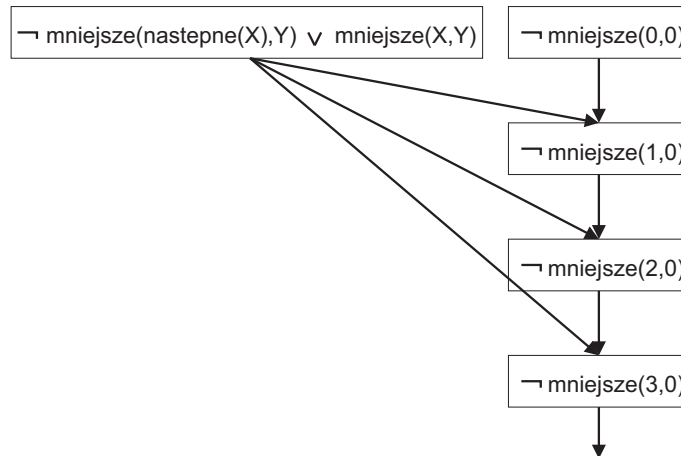 ¬ mniejsze(nastepne(X),Y) ∨ mniejsze(X,Y)
¬ mniejsze(0,0)
¬ mniejsze(1,0)
¬ mniejsze(2,0)
¬ mniejsze(3,0)